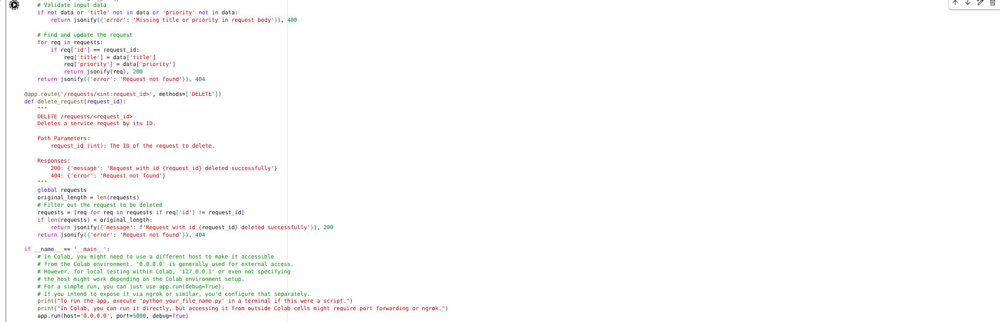 # Validate input data
if not data or 'title' not in data or 'priority' not in data:
return jsonify({'error': 'Missing title or priority in request body'}), 400
# Find and update the request
for req in requests:
if req['id'] == request_id:
req['title'] = data['title']
req['priority'] = data['priority']
return jsonify(req), 200
return jsonify({'error': 'Request not found'}), 404
@app.route('/requests/<int:request_id>', methods=['DELETE'])
def delete_request(request_id):
"""
DELETE /requests/<request_id>
Deletes a service request by its ID.
Path Parameters:
request_id (int): The ID of the request to delete.
Responses:
200: {'message': 'Request with id {request_id} deleted successfully'}
404: {'error': 'Request not found'}
"""
global requests
original_length = len(requests)
# Filter out the request to be deleted
requests = [req for req in requests if req['id'] != request_id]
if len(requests) < original_length:
return jsonify({'message': f'Request with id {request_id} deleted successfully'}), 200
return jsonify({'error': 'Request not found'}), 404
if __name__ == '__main__':
# In Colab, you might need to use a different host to make it accessible
# from the Colab environment. '0.0.0.0' is generally used for external access.
# However, for local testing within Colab, '127.0.0.1' or even not specifying
# the host might work depending on the Colab environment setup.
# For a simple run, you can just use app.run(debug=True).
# If you intend to expose it via ngrok or similar, you'd configure that separately.
print("To run the app, execute 'python your_file_name.py' in a terminal if this were a script.")
print("In Colab, you can run it directly, but accessing it from outside Colab cells might require port forwarding or ngrok.")
app.run(host='0.0.0.0', port=5000, debug=True)